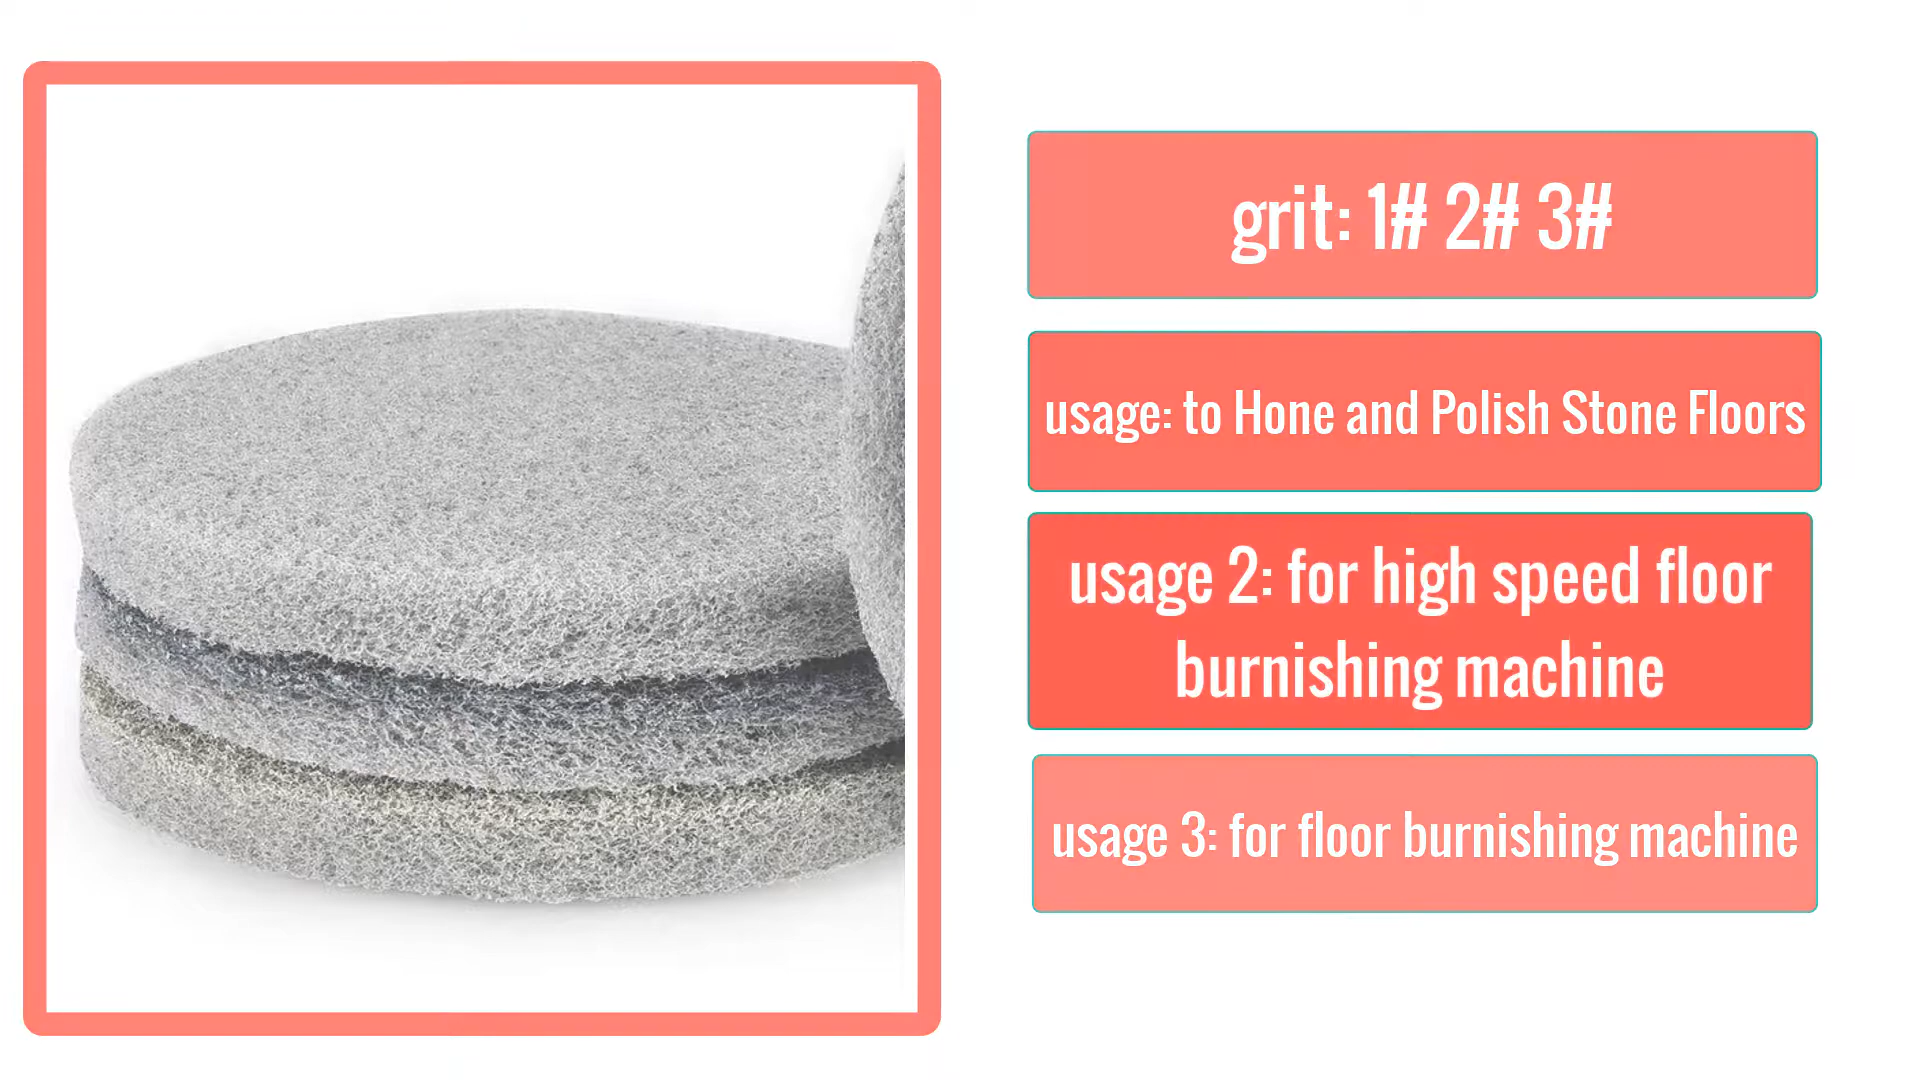 grit: 1# 2# 3#
usage: to Hone and Polish Stone Floors
usage 2: for high speed floor
burnishing machine
usage 3: for floor burnishing machine